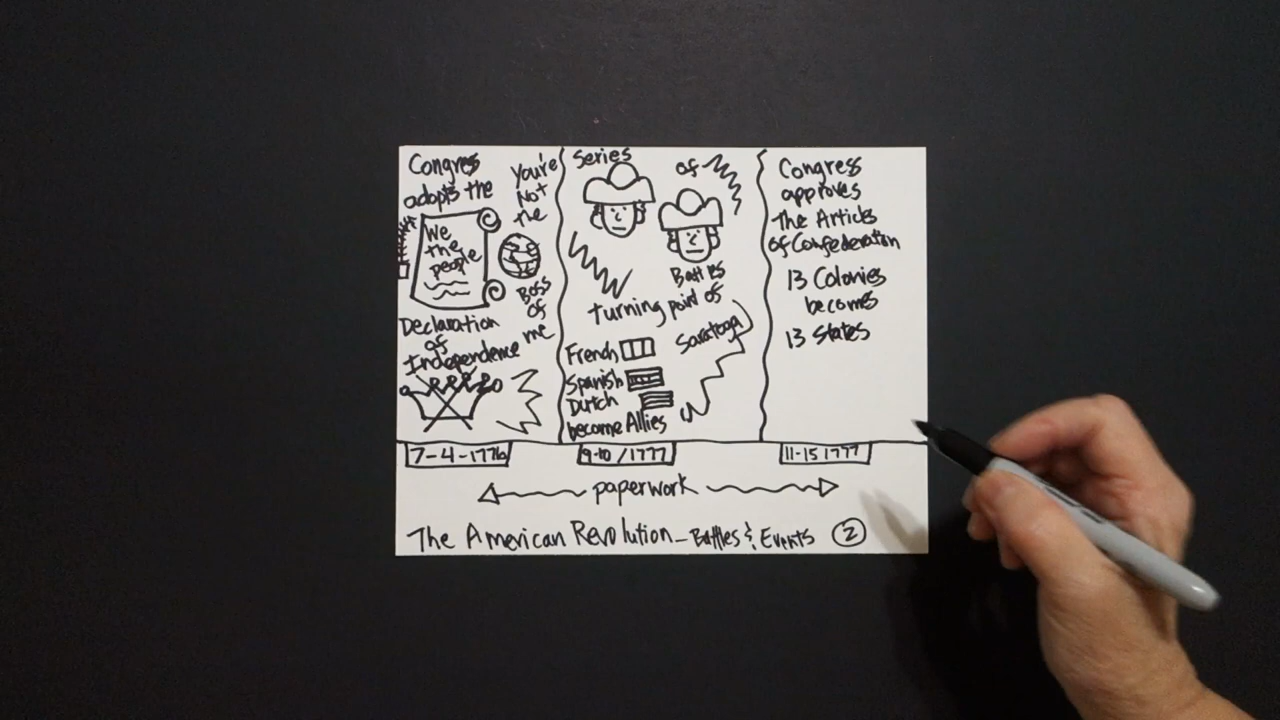 Congres
adopts the
We
the
people
Declaration
of
Independence
you're
Not
the
Boss
of
me
7-4-1776
Series
of
Battles
turning point of
Saratoga
French
Spanish
Dutch
become Allies
9-10/1777
Congress
approves
The Articles
of Confederation
13 Colonies
becomes
13 States
11-15 1777
paperwork
The American Revolution - Battles & Events 2